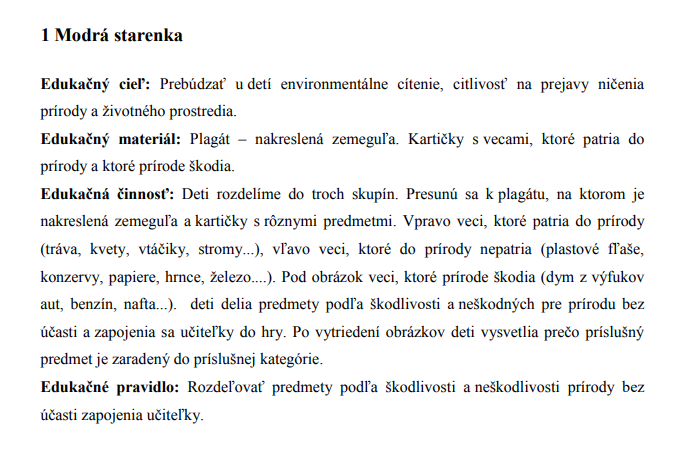 1 Modrá starenka
Edukačný cieľ: Prebúdzať u detí environmentálne cítenie, citlivosť na prejavy ničenia
prírody a životného prostredia.
Edukačný materiál: Plagát – nakreslená zemeguľa. Kartičky s vecami, ktoré patria do
prírody a ktoré prírode škodia.
Edukačná činnosť: Deti rozdelíme do troch skupín. Presunú sa k plagátu, na ktorom je
nakreslená zemeguľa a kartičky s rôznymi predmetmi. Vpravo veci, ktoré patria do prírody
(tráva, kvety, vtáčiky, stromy...), vľavo veci, ktoré do prírody nepatria (plastové fľaše,
konzervy, papiere, hrnce, železo....). Pod obrázok veci, ktoré prírode škodia (dym z výfukov
aut, benzín, nafta...). deti delia predmety podľa škodlivosti a neškodných pre prírodu bez
účasti a zapojenia sa učiteľky do hry. Po vytriedení obrázkov deti vysvetlia prečo príslušný
predmet je zaradený do príslušnej kategórie.
Edukačné pravidlo: Rozdeľovať predmety podľa škodlivosti a neškodlivosti prírody bez
účasti zapojenia učiteľky.